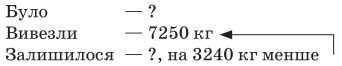 Було — ?
Вивезли — 7250 кг
Залишилося — ?, на 3240 кг менше